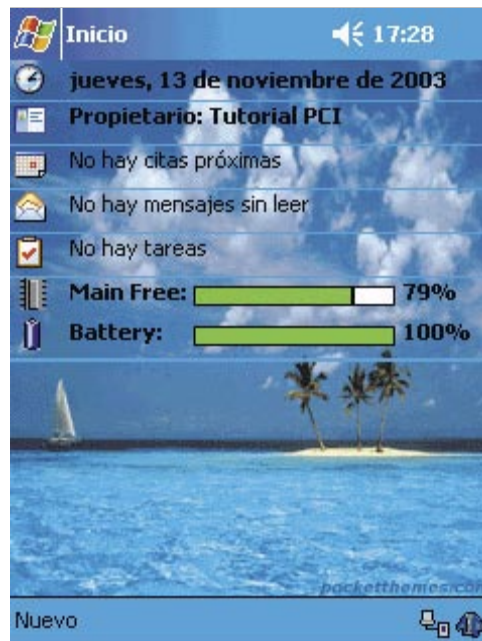 Inicio 17:28
jueves, 13 de noviembre de 2003
Propietario: Tutorial PCI
No hay citas próximas
No hay mensajes sin leer
No hay tareas
Main Free: 79%
Battery: 100%
pocketthemes.com
Nuevo